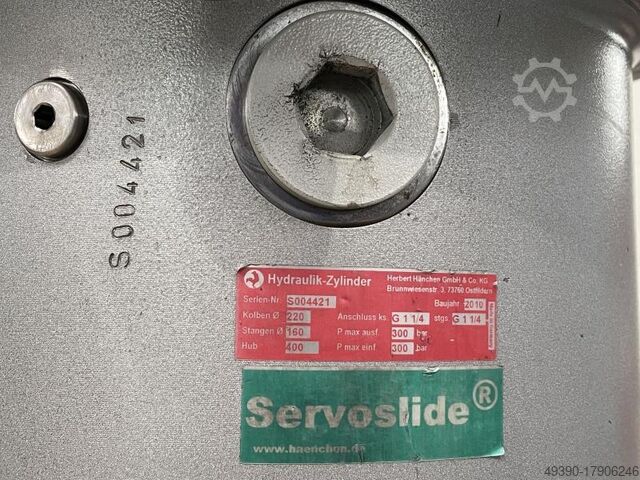 S004421
Hydraulik-Zylinder
Herbert Hänchen GmbH & Co. KG
Brunnwiesenstr. 3, 73760 Ostfildern
Serien-Nr. S004421 Baujahr 2010
Kolben Ø 220 Anschluss ks. G 1 1/4 stgs G 1 1/4
Stangen Ø 160 P max ausf. 300 bar
Hub 400 P max einf. 300 bar
Servoslide®
www.haenchen.de
49390-17906246